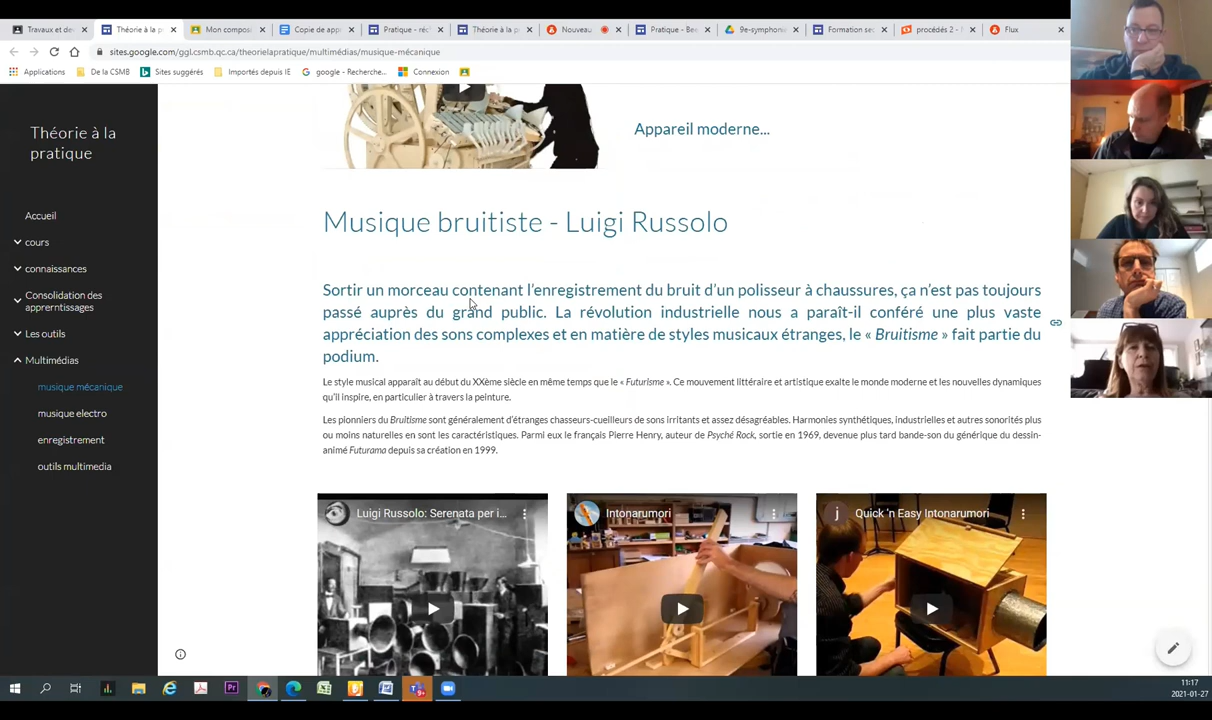 Travaux et de
Théorie à la p
Mon compos
Copie de app
Pratique - réc
Théorie à la
Nouveau
Pratique - Bee
9e-symphoni
Formation sec
procédés 2 -
Flux
sites.google.com/ggl.csmb.qc.ca/theorielapratique/multimédias/musique-mécanique
Applications
De la CSMB
Sites suggérés
Importés depuis IE
google - Recherche...
Connexion
Théorie à la
pratique
Accueil
cours
connaissances
Consolidation des
apprerntissages
Les outils
Multimédias
musique mécanique
musique electro
enregistrement
outils multimedia
Appareil moderne...
Musique bruitiste - Luigi Russolo
Sortir un morceau contenant l'enregistrement du bruit d'un polisseur à chaussures, ça n'est pas toujours
passé auprès du grand public. La révolution industrielle nous a paraît-il conféré une plus vaste
appréciation des sons complexes et en matière de styles musicaux étranges, le « Bruitisme » fait partie du
podium.
Le style musical apparaît au début du XXème siècle en même temps que le « Futurisme ». Ce mouvement littéraire et artistique exalte le monde moderne et les nouvelles dynamiques
qu'il inspire, en particulier à travers la peinture.
Les pionniers du Bruitisme sont généralement d'étranges chasseurs-cueilleurs de sons irritants et assez désagréables. Harmonies synthétiques, industrielles et autres sonorités plus
ou moins naturelles en sont les caractéristiques. Parmi eux le français Pierre Henry, auteur de Psyché Rock, sortie en 1969, devenue plus tard bande-son du générique du dessin-
animé Futurama depuis sa création en 1999.
Luigi Russolo: Serenata per i...
Intonarumori
j
Quick 'n Easy Intonarumori
Pr
11:17
2021-01-27